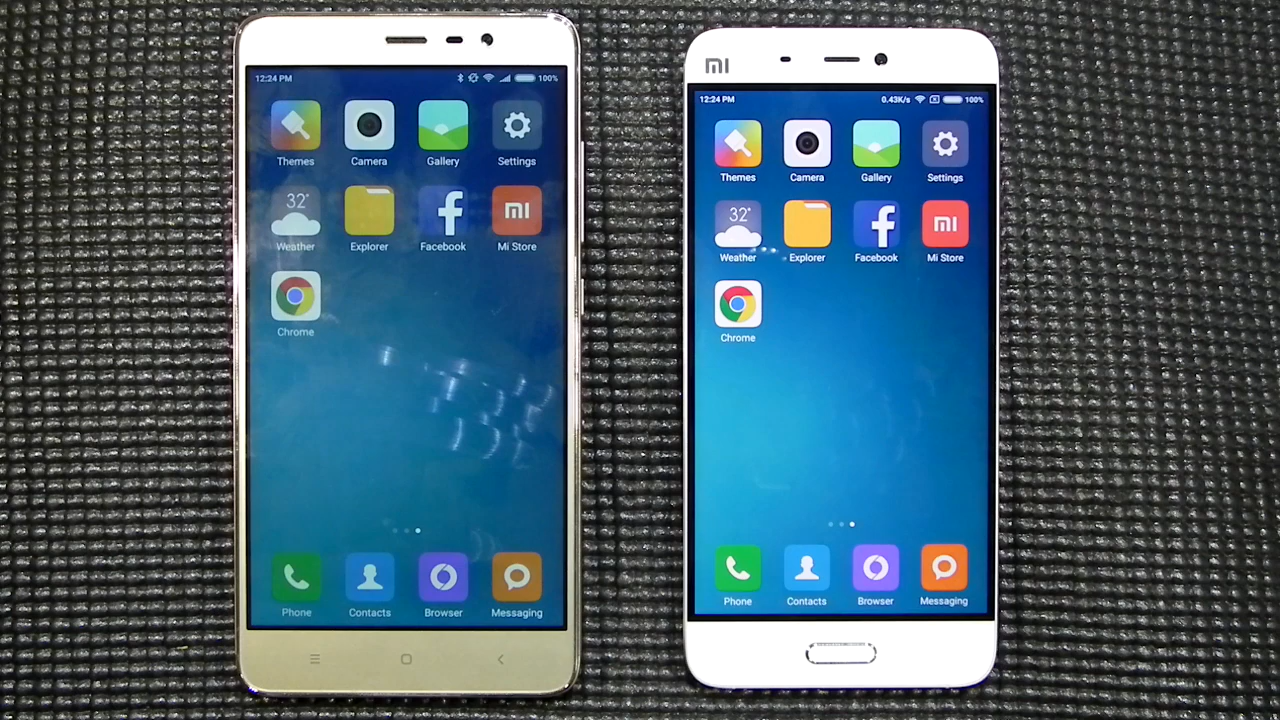 12:24 PM 100%
Themes Camera Gallery Settings
32°
Weather Explorer Facebook Mi Store
Chrome
Phone Contacts Browser Messaging
MI
12:24 PM 0.43K/s 100%
Themes Camera Gallery Settings
32°
Weather Explorer Facebook Mi Store
Chrome
Phone Contacts Browser Messaging